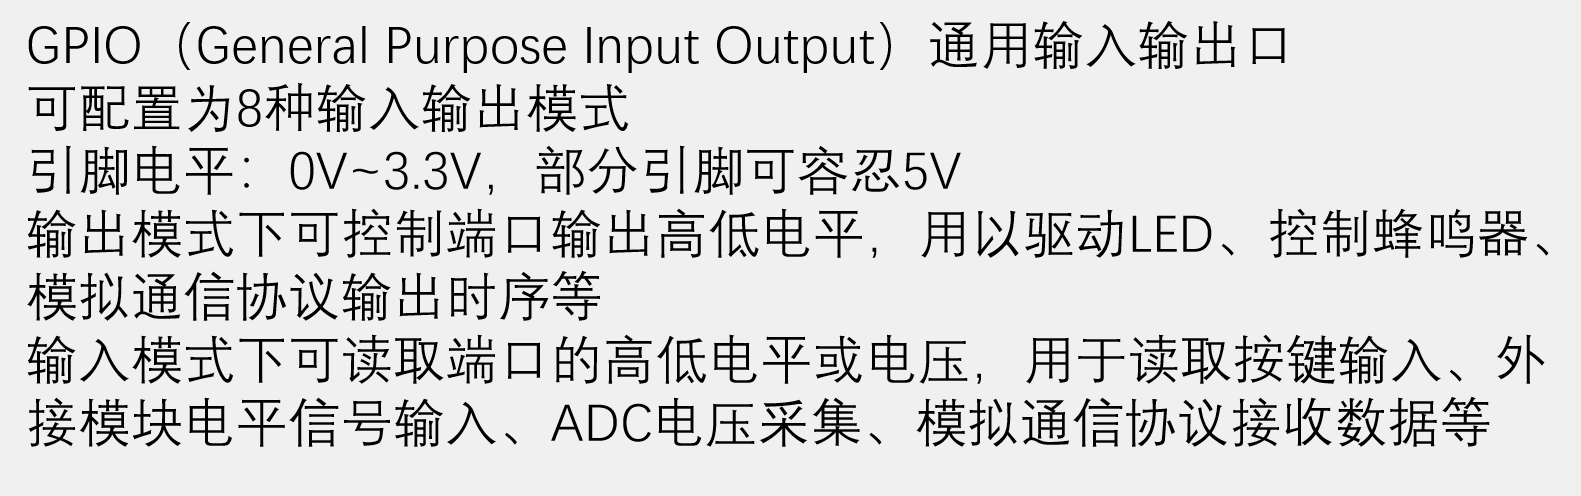 GPIO（General Purpose Input Output）通用输入输出口
可配置为8种输入输出模式
引脚电平：0V~3.3V，部分引脚可容忍5V
输出模式下可控制端口输出高低电平，用以驱动LED、控制蜂鸣器、
模拟通信协议输出时序等
输入模式下可读取端口的高低电平或电压，用于读取按键输入、外
接模块电平信号输入、ADC电压采集、模拟通信协议接收数据等